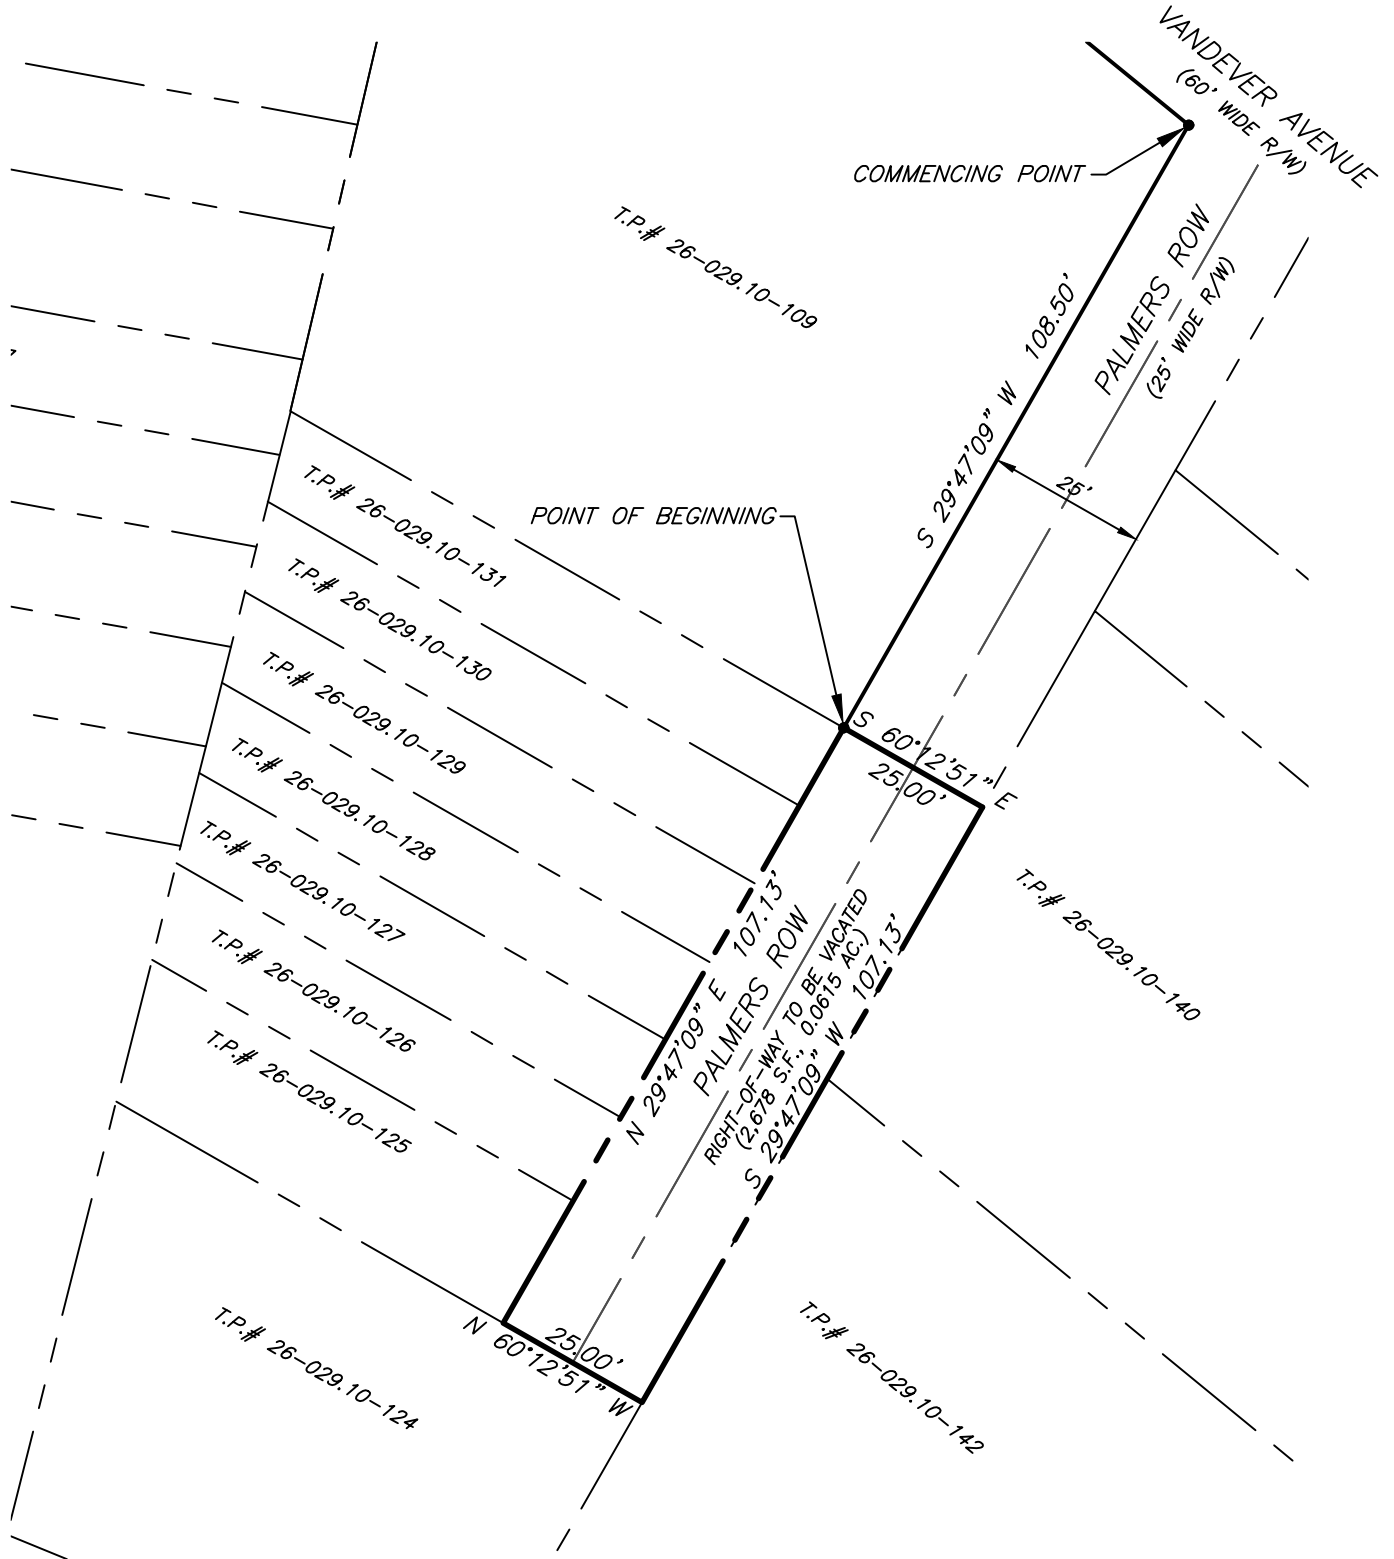 VANDEVER AVENUE
(60' WIDE R/W)
COMMENCING POINT
T.P.# 26-029.10-109
PALMERS ROW
(25' WIDE R/W)
S 29°47'09" W 108.50'
25'
T.P.# 26-029.10-131
POINT OF BEGINNING
T.P.# 26-029.10-130
T.P.# 26-029.10-129
S 60°12'51" E
25.00'
T.P.# 26-029.10-128
T.P.# 26-029.10-127
T.P.# 26-029.10-126
T.P.# 26-029.10-125
N 29°47'09" E 107.13'
PALMERS ROW
RIGHT-OF-WAY TO BE VACATED
(2,678 S.F., 0.0615 AC.)
S 29°47'09" W 107.13'
T.P.# 26-029.10-140
25.00'
N 60°12'51" W
T.P.# 26-029.10-124
T.P.# 26-029.10-142